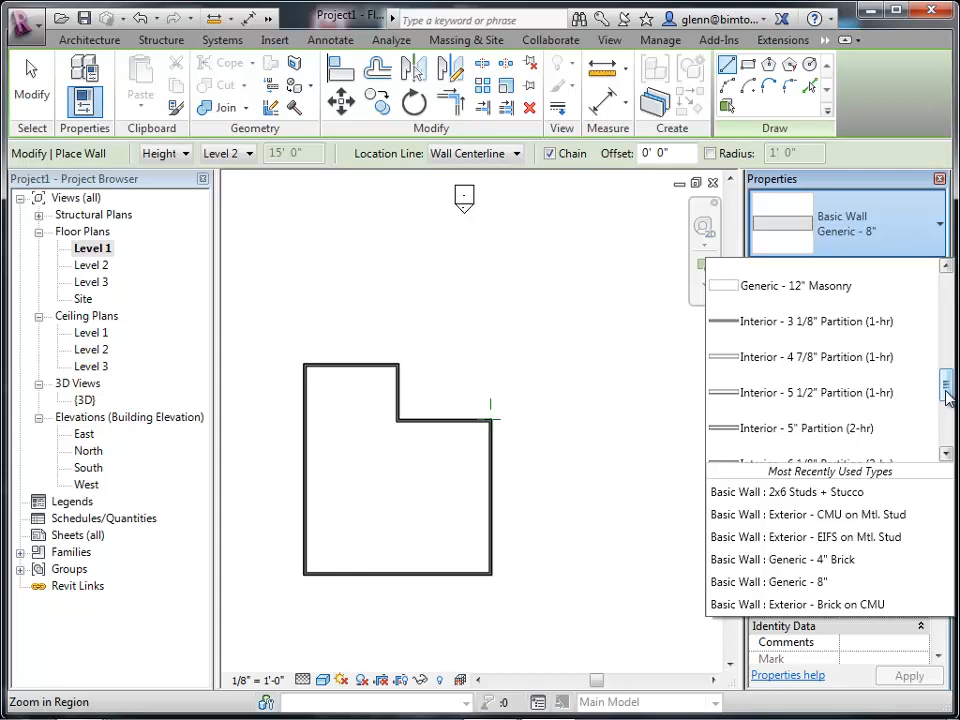 Project1 - Fl...
Type a keyword or phrase
glenn@bimto...
Architecture Structure Systems Insert Annotate Analyze Massing & Site Collaborate View Manage Add-Ins Extensions
Modify
Paste
Cope
Cut
Join
Select Properties Clipboard Geometry Modify View Measure Create Draw
Modify | Place Wall Height Level 2 15' 0" Location Line: Wall Centerline Chain Offset: 0' 0" Radius: 1' 0"
Project1 - Project Browser
Views (all)
Structural Plans
Floor Plans
Level 1
Level 2
Level 3
Site
Ceiling Plans
Level 1
Level 2
Level 3
3D Views
{3D}
Elevations (Building Elevation)
East
North
South
West
Legends
Schedules/Quantities
Sheets (all)
Families
Groups
Revit Links
2D
Properties
Basic Wall
Generic - 8"
Generic - 12" Masonry
Interior - 3 1/8" Partition (1-hr)
Interior - 4 7/8" Partition (1-hr)
Interior - 5 1/2" Partition (1-hr)
Interior - 5" Partition (2-hr)
Interior - 6 1/8" Partition (2-hr)
Most Recently Used Types
Basic Wall : 2x6 Studs + Stucco
Basic Wall : Exterior - CMU on Mtl. Stud
Basic Wall : Exterior - EIFS on Mtl. Stud
Basic Wall : Generic - 4" Brick
Basic Wall : Generic - 8"
Basic Wall : Exterior - Brick on CMU
Identity Data
Comments
Mark
Properties help Apply
1/8" = 1'-0"
Zoom in Region :0 Main Model